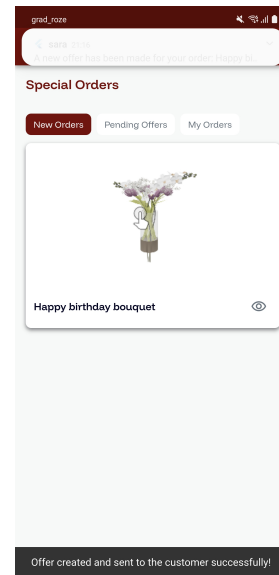 grad_roze
sara
A new offer has been made for your order: Happy bi..
Special Orders
New Orders
Pending Offers
My Orders
Happy birthday bouquet
Offer created and sent to the customer successfully!